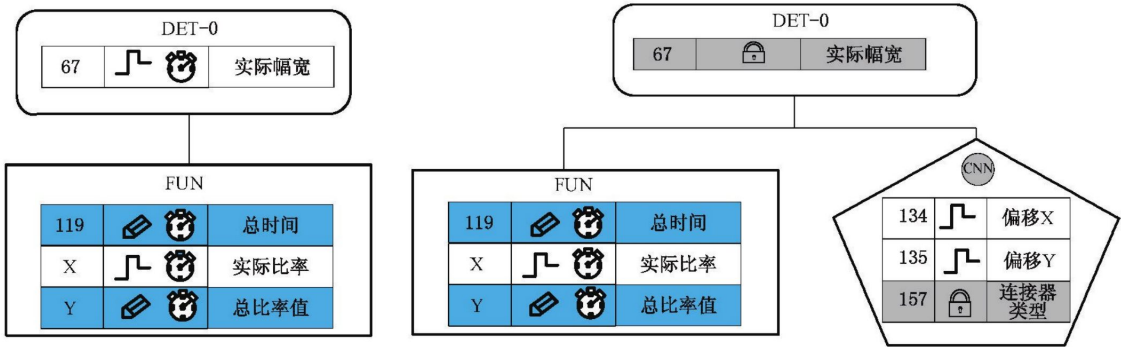 DET-0
67 实际幅宽
FUN
119 总时间
X 实际比率
Y 总比率值
DET-0
67 实际幅宽
FUN
119 总时间
X 实际比率
Y 总比率值
CNN
134 偏移X
135 偏移Y
157 连接器
类型